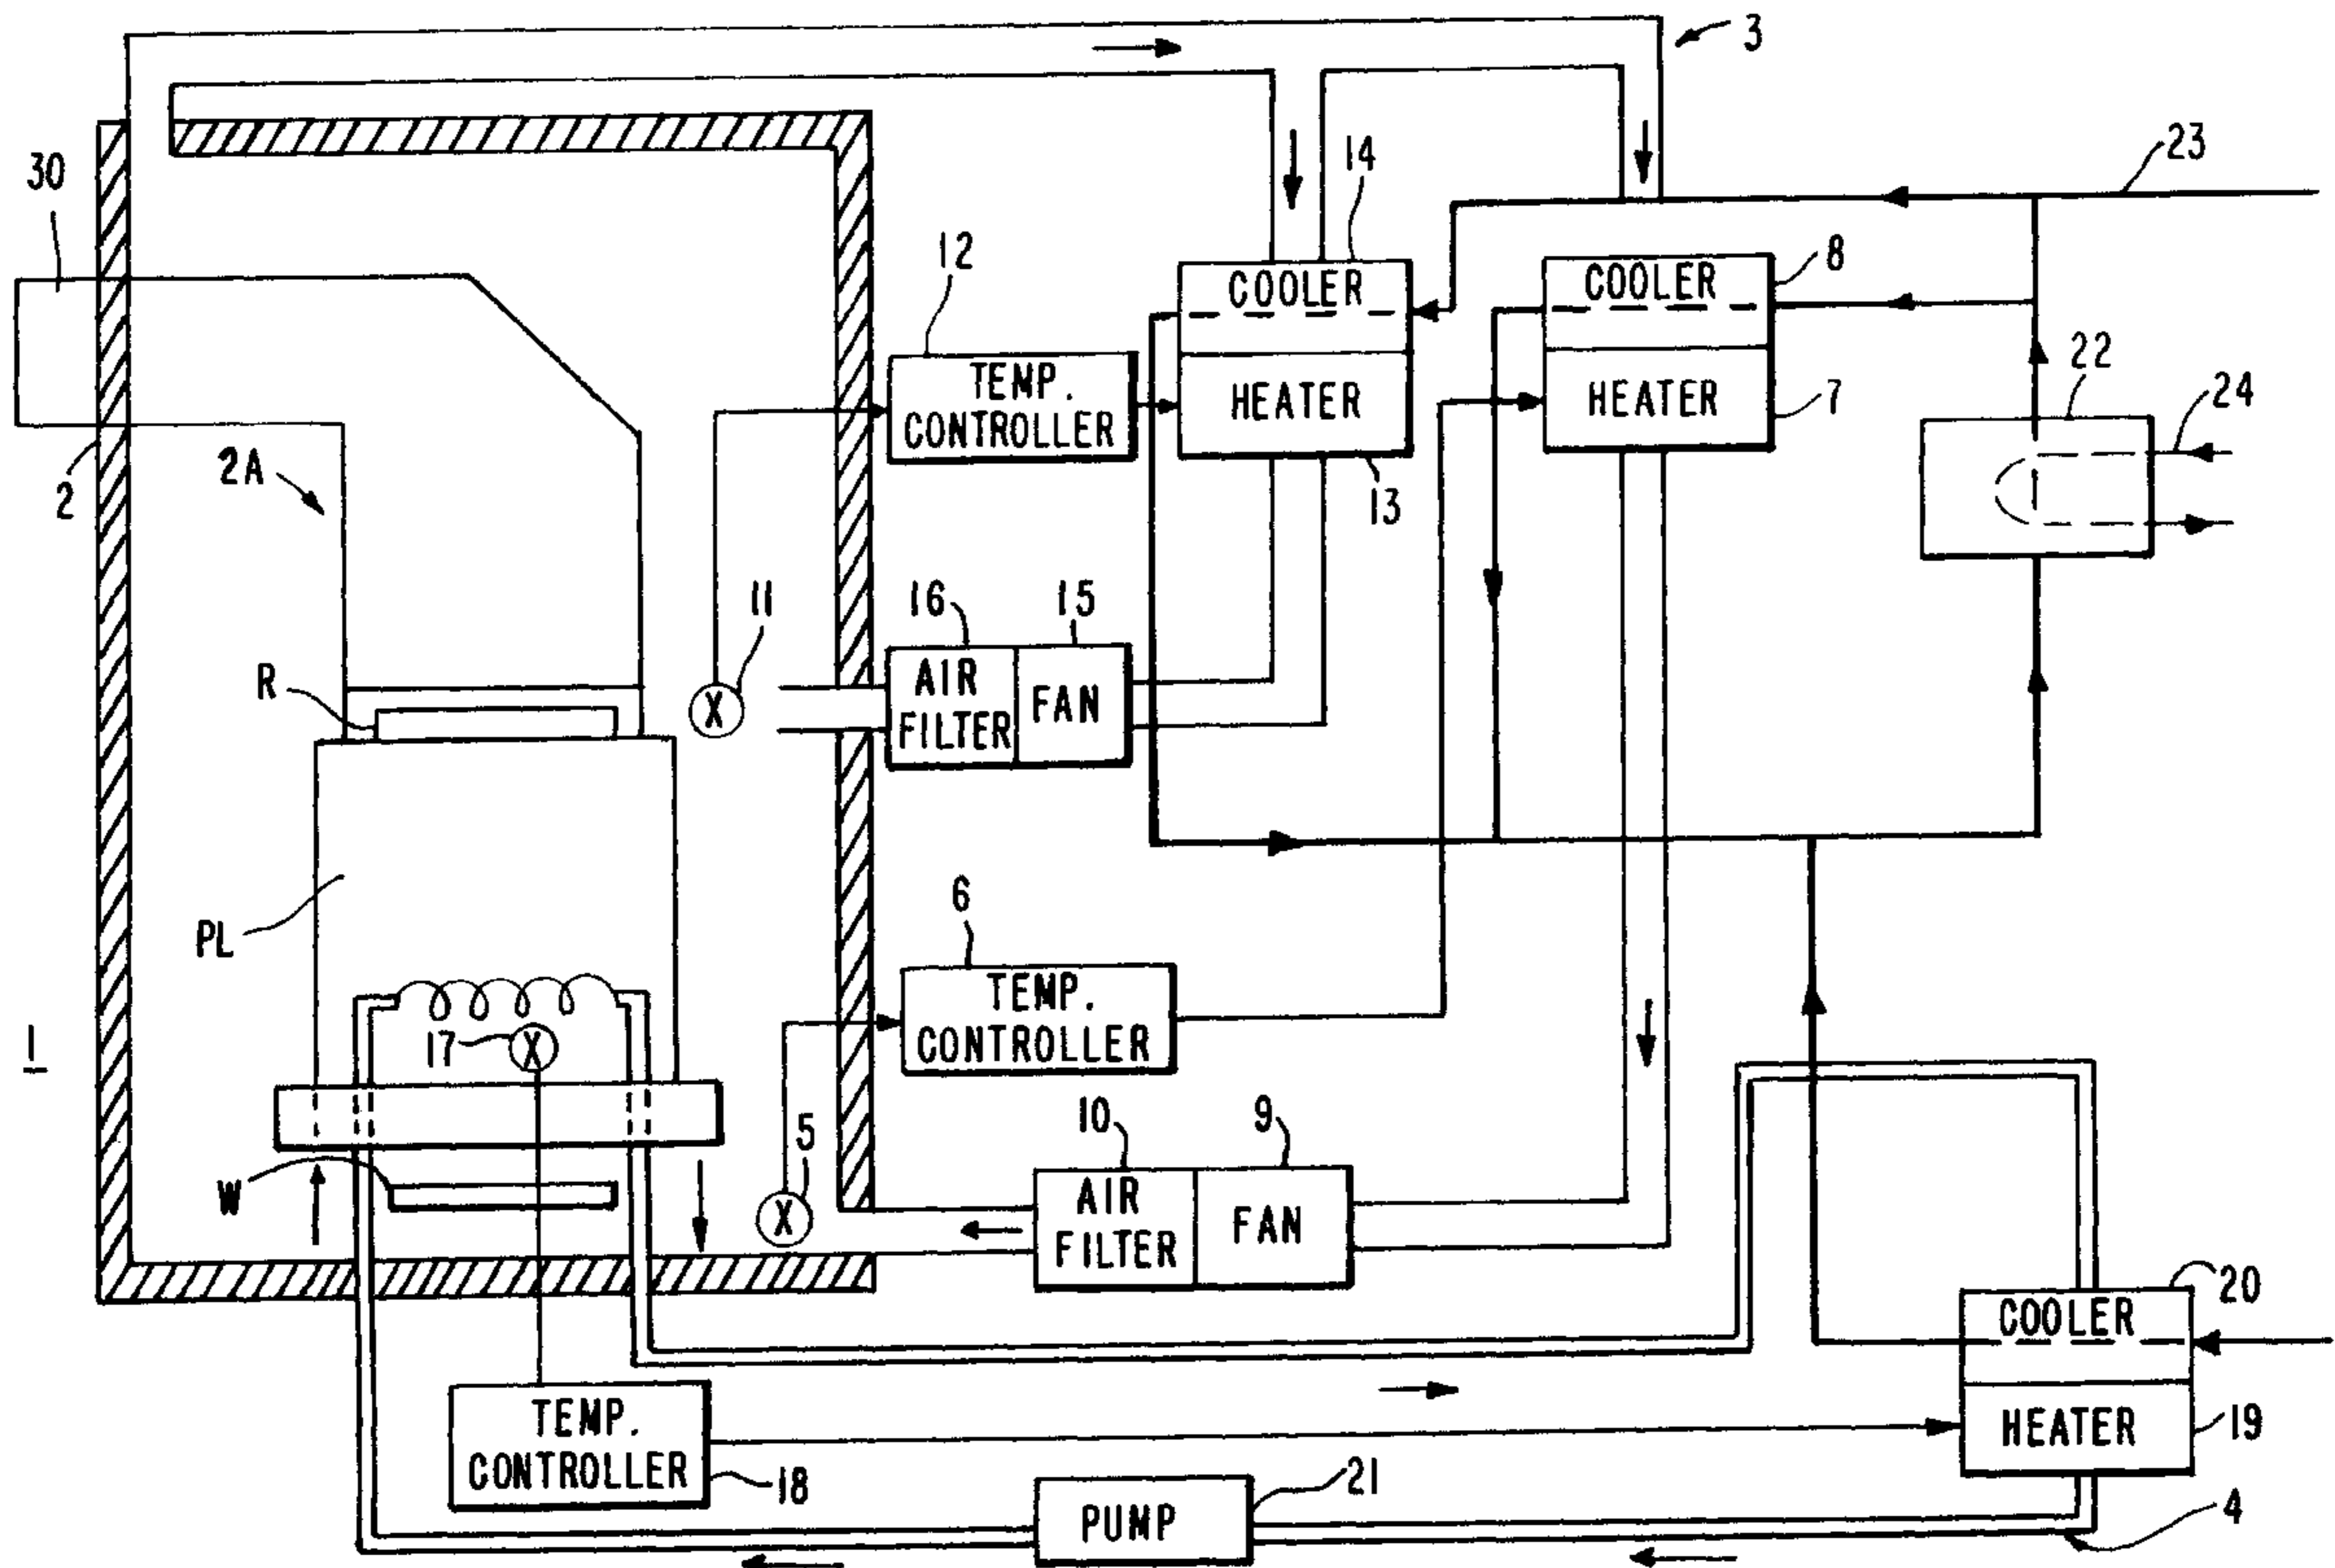 3
23
30
14
12
COOLER
8
COOLER
22
24
TEMP.
CONTROLLER
HEATER
HEATER
7
2A
2
13
11
16
15
R
AIR
FILTER
FAN
6
PL
TEMP.
CONTROLLER
17
1
10
9
5
W
AIR
FILTER
FAN
20
COOLER
TEMP.
CONTROLLER
18
HEATER
19
PUMP
21
4
X
X
X